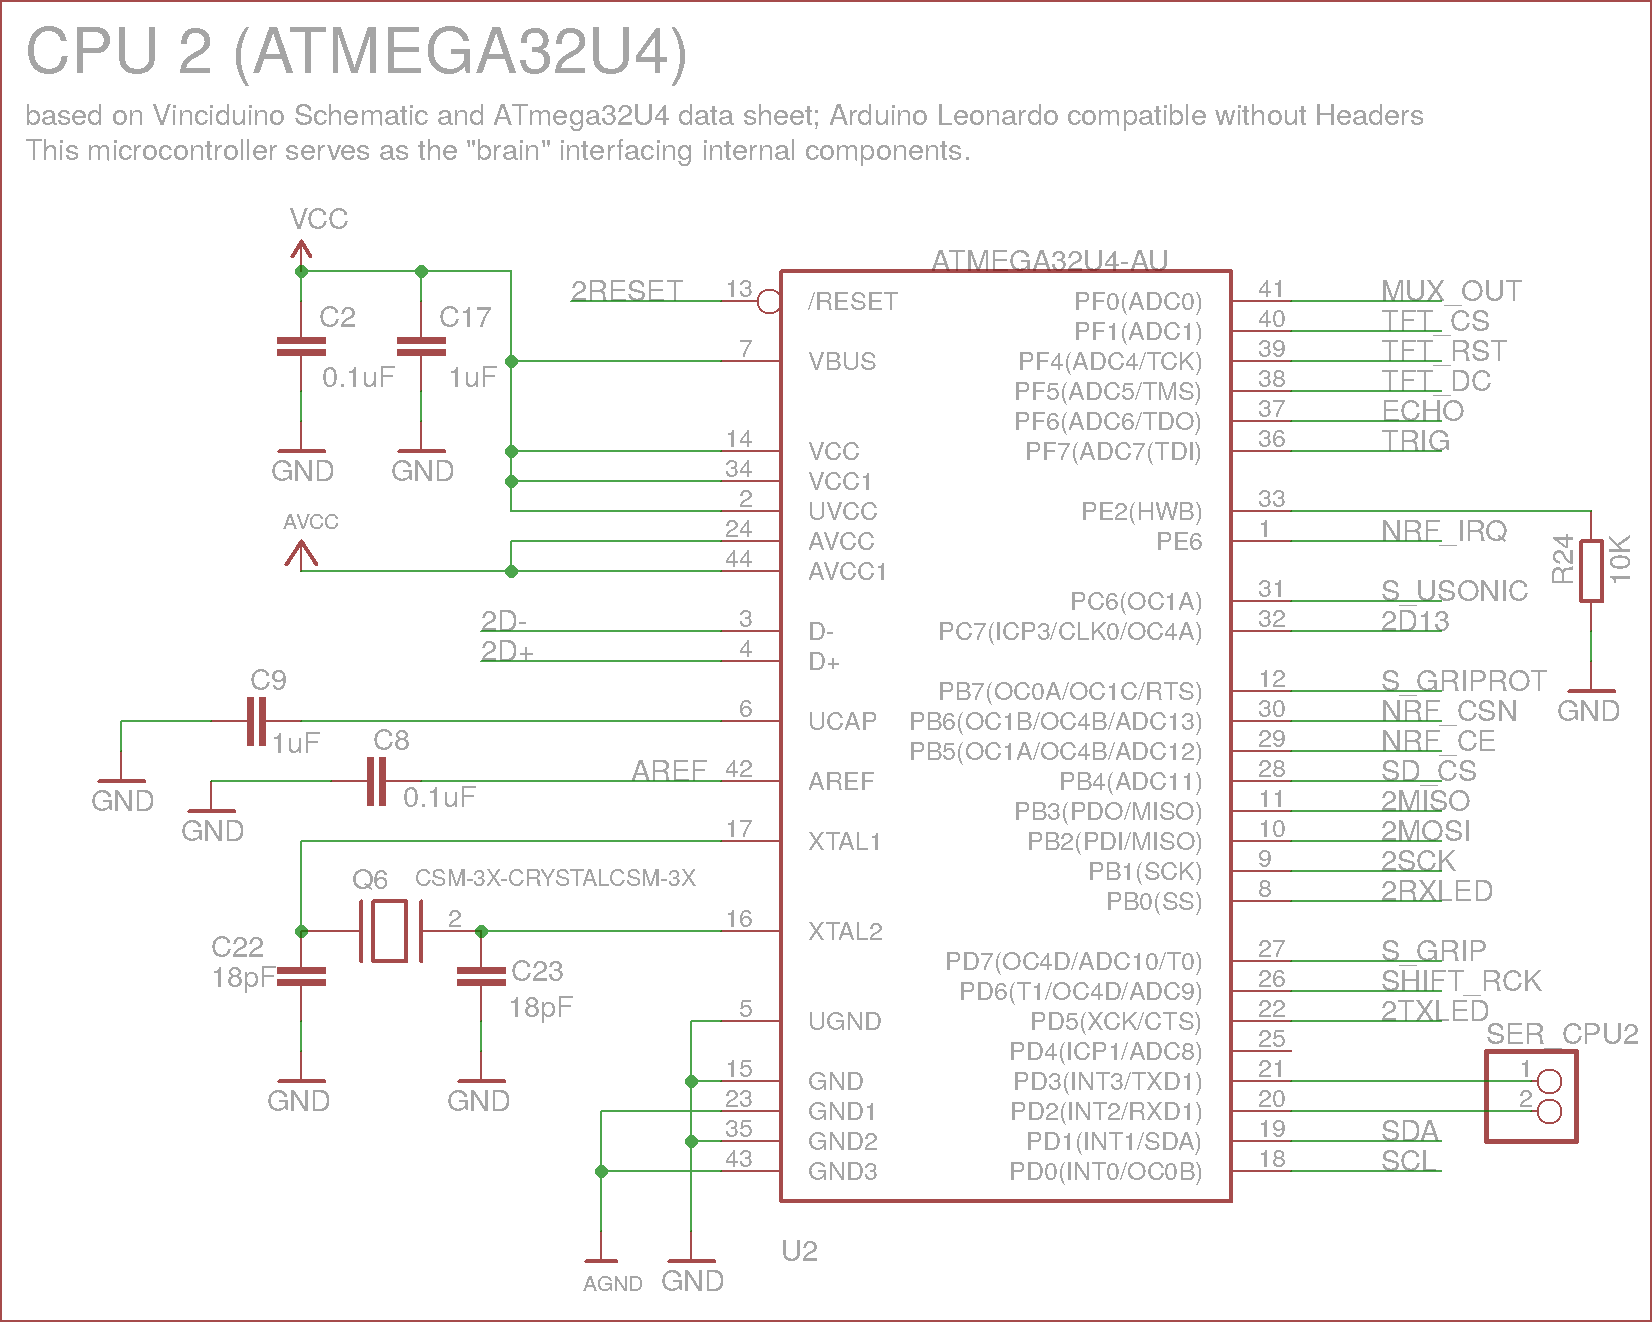 CPU 2 (ATMEGA32U4)
based on Vinciduino Schematic and ATmega32U4 data sheet; Arduino Leonardo compatible without Headers
This microcontroller serves as the "brain" interfacing internal components.
VCC
C2
0.1uF
GND
C17
1uF
GND
AVCC
ATMEGA32U4-AU
2RESET 13 /RESET
7 VBUS
14 VCC
34 VCC1
2 UVCC
24 AVCC
44 AVCC1
2D- 3 D-
2D+ 4 D+
C9
1uF
GND
6 UCAP
C8
0.1uF
GND
AREF 42 AREF
17 XTAL1
Q6 CSM-3X-CRYSTALCSM-3X
2
16 XTAL2
C22
18pF
GND
C23
18pF
GND
5 UGND
15 GND
23 GND1
35 GND2
43 GND3
AGND
GND
U2
PF0(ADC0) 41 MUX_OUT
PF1(ADC1) 40 TFT_CS
PF4(ADC4/TCK) 39 TFT_RST
PF5(ADC5/TMS) 38 TFT_DC
PF6(ADC6/TDO) 37 ECHO
PF7(ADC7(TDI) 36 TRIG
PE2(HWB) 33
PE6 1 NRF_IRQ
R24
10K
GND
PC6(OC1A) 31 S_USONIC
PC7(ICP3/CLK0/OC4A) 32 2D13
PB7(OC0A/OC1C/RTS) 12 S_GRIPROT
PB6(OC1B/OC4B/ADC13) 30 NRF_CSN
PB5(OC1A/OC4B/ADC12) 29 NRF_CE
PB4(ADC11) 28 SD_CS
PB3(PDO/MISO) 11 2MISO
PB2(PDI/MISO) 10 2MOSI
PB1(SCK) 9 2SCK
PB0(SS) 8 2RXLED
PD7(OC4D/ADC10/T0) 27 S_GRIP
PD6(T1/OC4D/ADC9) 26 SHIFT_RCK
PD5(XCK/CTS) 22 2TXLED
PD4(ICP1/ADC8) 25
PD3(INT3/TXD1) 21
PD2(INT2/RXD1) 20
PD1(INT1/SDA) 19 SDA
PD0(INT0/OC0B) 18 SCL
SER_CPU2
1
2